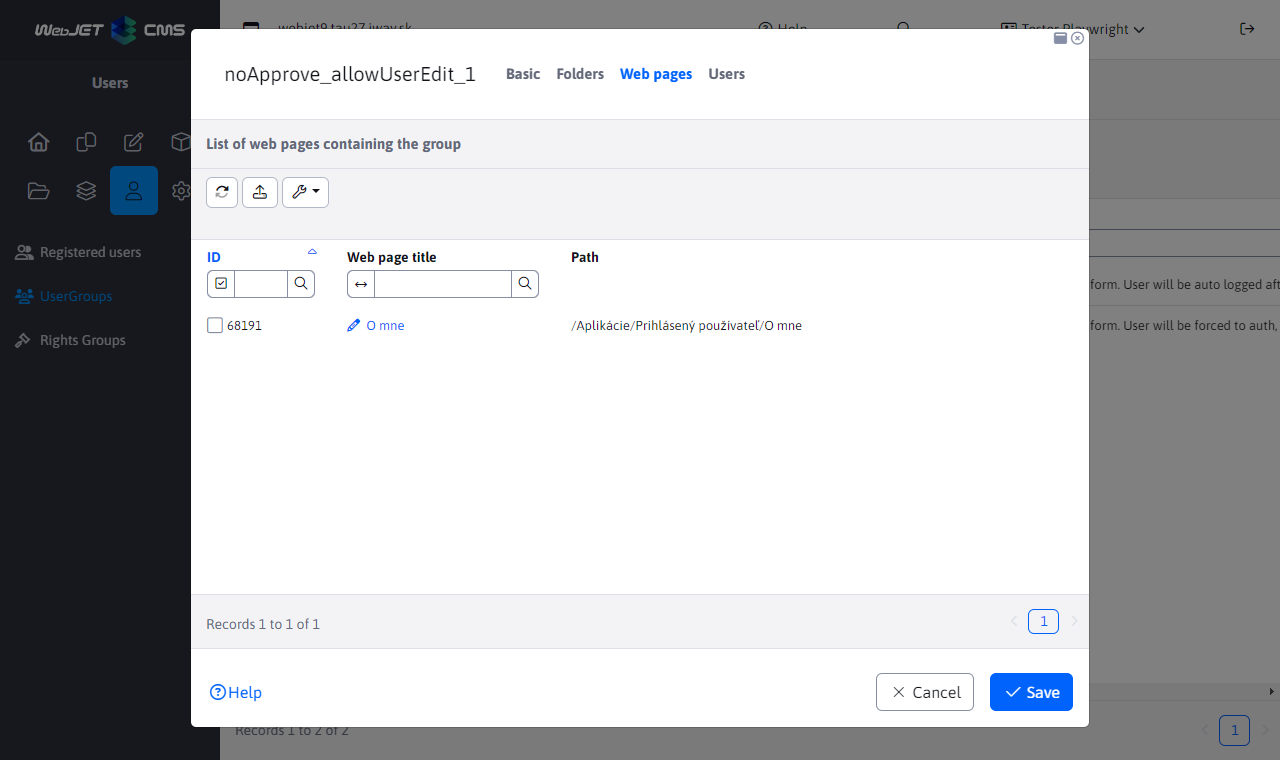 WebJET CMS
webjet9.tau27.iway.sk
Help
Tester Playwright
Users
noApprove_allowUserEdit_1
Basic
Folders
Web pages
Users
List of web pages containing the group
Registered users
UserGroups
Rights Groups
ID
Web page title
Path
68191
O mne
/Aplikácie/Prihlásený používateľ/O mne
form. User will be auto logged aft
form. User will be forced to auth,
Records 1 to 1 of 1
1
Help
Cancel
Save
Records 1 to 2 of 2
1